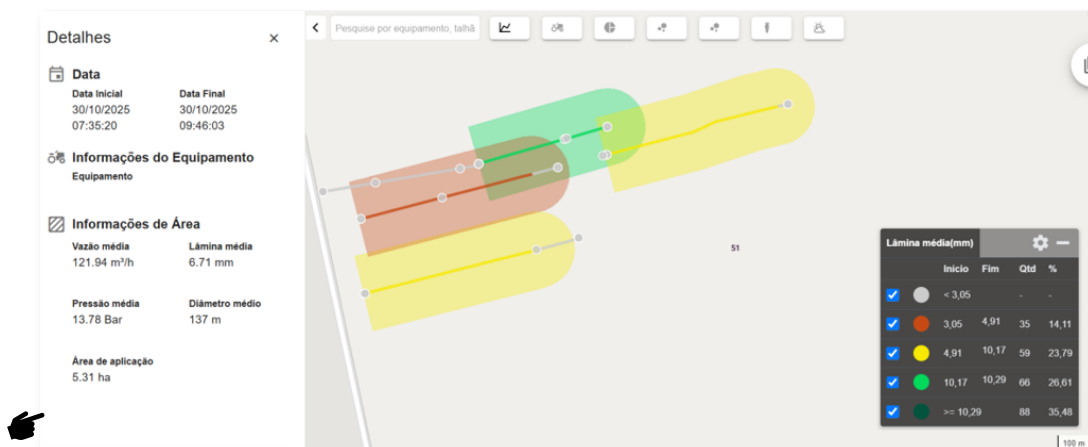 Detalhes ×
Data
Data Inicial Data Final
30/10/2025 30/10/2025
07:35:20 09:46:03
Informações do Equipamento
Equipamento
Informações de Área
Vazão média Lâmina média
121.94 m³/h 6.71 mm
Pressão média Diâmetro médio
13.78 Bar 137 m
Área de aplicação
5.31 ha
Pesquise por equipamento, talhã
51
Lâmina média(mm)
Início Fim Qtd %
< 3,05 - -
3,05 4,91 35 14,11
4,91 10,17 59 23,79
10,17 10,29 66 26,61
>= 10,29 88 35,48
100 m